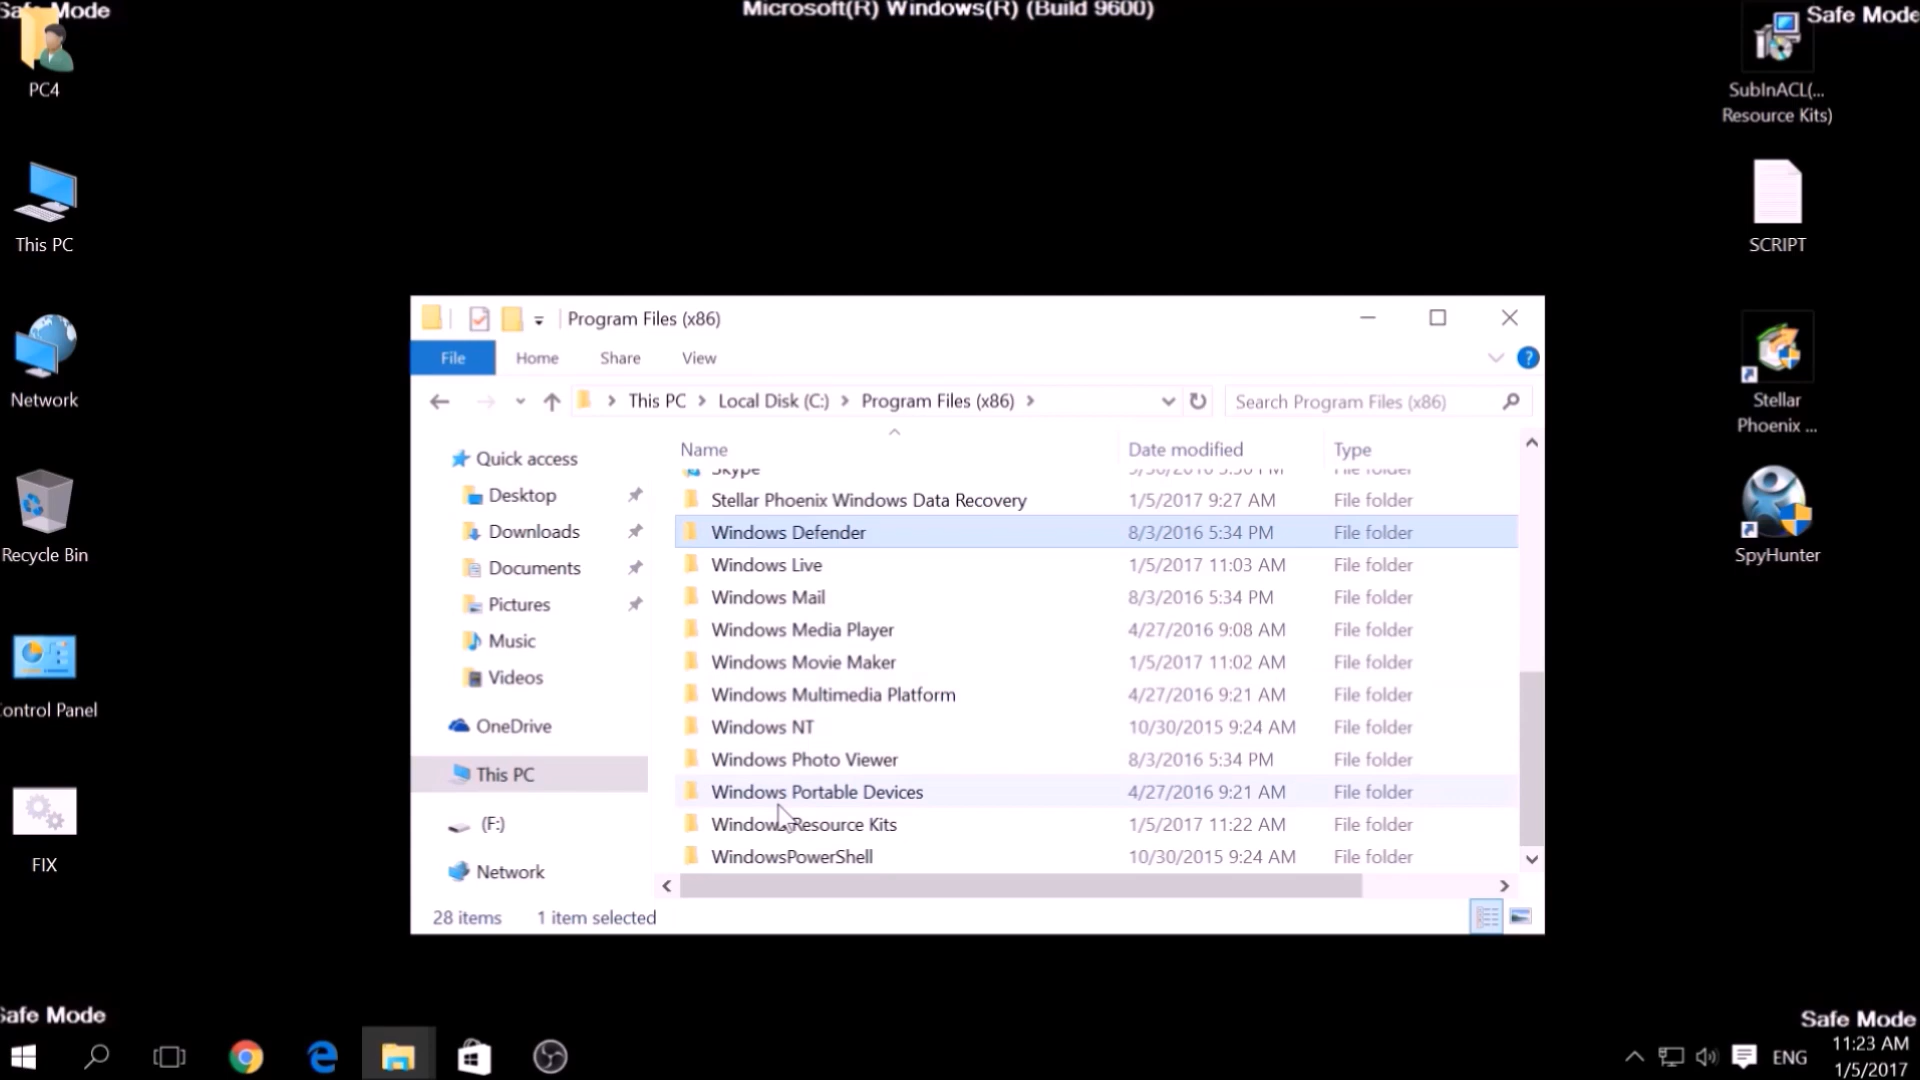 Safe Mode
Microsoft(R) Windows(R) (Build 9600)
Safe Mode
PC4
This PC
Network
Recycle Bin
ontrol Panel
FIX
SubInACL(...
Resource Kits)
SCRIPT
Stellar
Phoenix ...
SpyHunter
Program Files (x86)
File Home Share View
This PC Local Disk (C:) Program Files (x86) Search Program Files (x86)
Quick access
Desktop
Downloads
Documents
Pictures
Music
Videos
OneDrive
This PC
(F:)
Network
Name Date modified Type
Skype
Stellar Phoenix Windows Data Recovery 1/5/2017 9:27 AM File folder
Windows Defender 8/3/2016 5:34 PM File folder
Windows Live 1/5/2017 11:03 AM File folder
Windows Mail 8/3/2016 5:34 PM File folder
Windows Media Player 4/27/2016 9:08 AM File folder
Windows Movie Maker 1/5/2017 11:02 AM File folder
Windows Multimedia Platform 4/27/2016 9:21 AM File folder
Windows NT 10/30/2015 9:24 AM File folder
Windows Photo Viewer 8/3/2016 5:34 PM File folder
Windows Portable Devices 4/27/2016 9:21 AM File folder
Windows Resource Kits 1/5/2017 11:22 AM File folder
WindowsPowerShell 10/30/2015 9:24 AM File folder
28 items 1 item selected
Safe Mode
Safe Mode
ENG
11:23 AM
1/5/2017